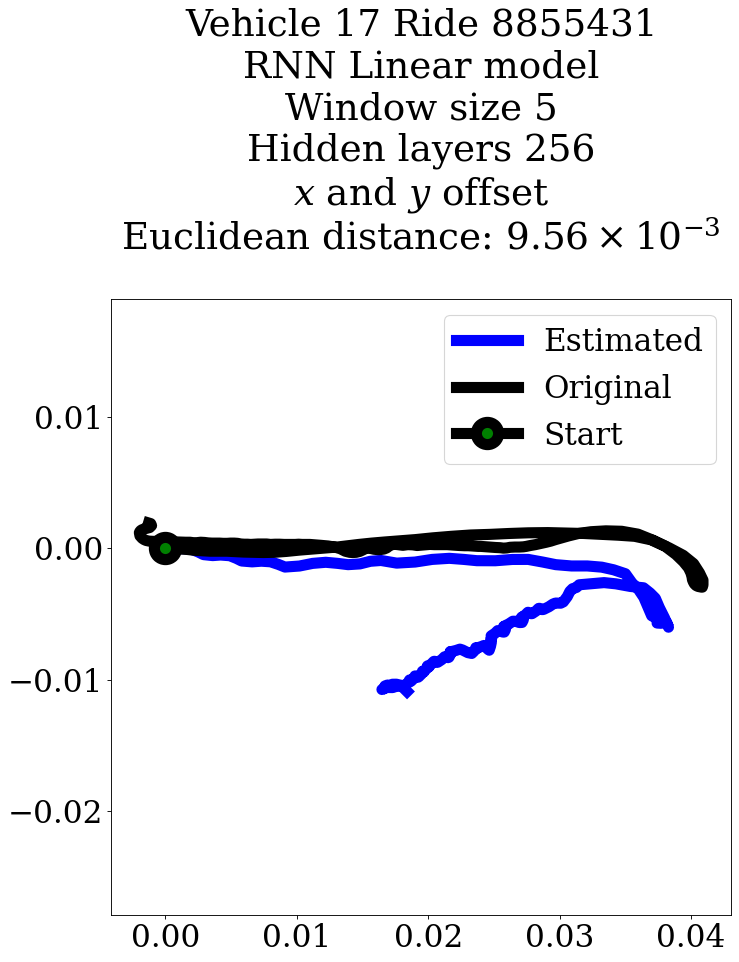 Vehicle 17 Ride 8855431
RNN Linear model
Window size 5
Hidden layers 256
x and y offset
Euclidean distance: 9.56 × 10⁻³
Estimated
Original
Start
0.01
0.00
−0.01
−0.02
0.00 0.01 0.02 0.03 0.04